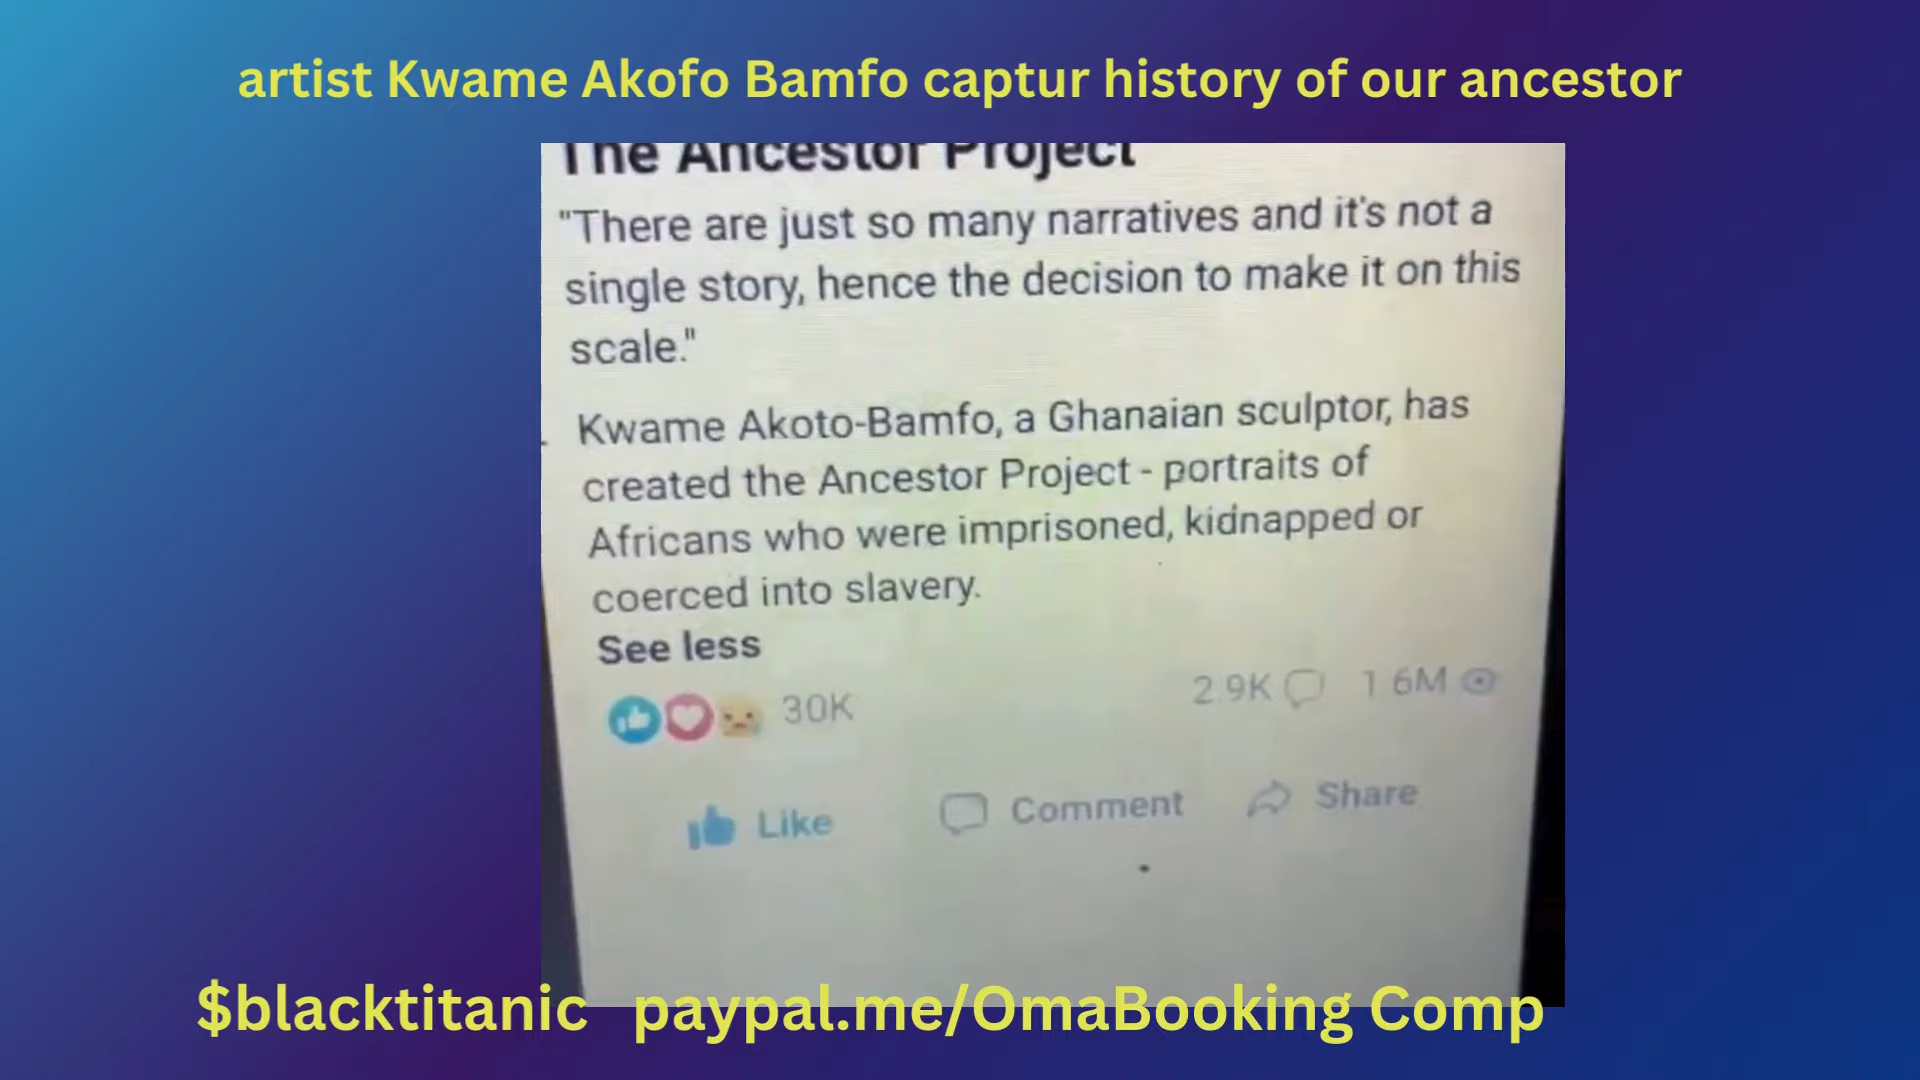 artist Kwame Akofo Bamfo captur history of our ancestor
The Ancestor Project
"There are just so many narratives and it's not a
single story, hence the decision to make it on this
scale."
Kwame Akoto-Bamfo, a Ghanaian sculptor, has
created the Ancestor Project - portraits of
Africans who were imprisoned, kidnapped or
coerced into slavery.
See less
30K 2.9K 1 6M
Like Comment Share
$blacktitanic paypal.me/OmaBooking Comp